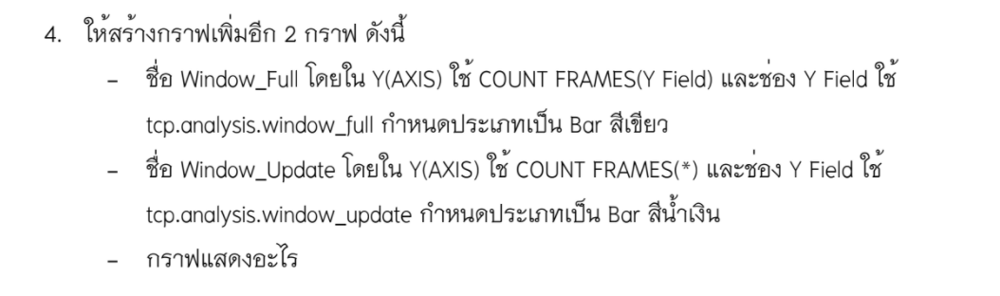 4. ให้สร้างกราฟเพิ่มอีก 2 กราฟ ดังนี้
- ชื่อ Window_Full โดยใน Y(AXIS) ใช้ COUNT FRAMES(Y Field) และช่อง Y Field ใช้
tcp.analysis.window_full กำหนดประเภทเป็น Bar สีเขียว
- ชื่อ Window_Update โดยใน Y(AXIS) ใช้ COUNT FRAMES(*) และช่อง Y Field ใช้
tcp.analysis.window_update กำหนดประเภทเป็น Bar สีน้ำเงิน
- กราฟแสดงอะไร